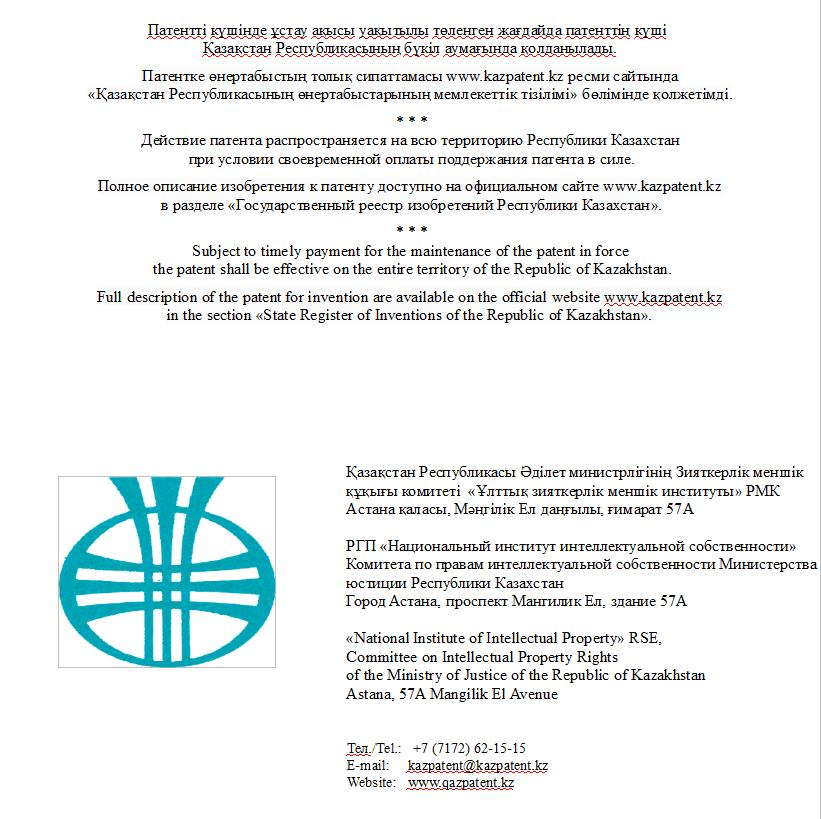 Патентті күшінде ұстау ақысы уақытылы төленген жағдайда патенттің күші
Қазақстан Республикасының бүкіл аумағында қолданылады.
Патентке өнертабыстың толық сипаттамасы www.kazpatent.kz ресми сайтында
«Қазақстан Республикасының өнертабыстарының мемлекеттік тізілімі» бөлімінде қолжетімді.
* * *
Действие патента распространяется на всю территорию Республики Казахстан
при условии своевременной оплаты поддержания патента в силе.
Полное описание изобретения к патенту доступно на официальном сайте www.kazpatent.kz
в разделе «Государственный реестр изобретений Республики Казахстан».
* * *
Subject to timely payment for the maintenance of the patent in force
the patent shall be effective on the entire territory of the Republic of Kazakhstan.
Full description of the patent for invention are available on the official website www.kazpatent.kz
in the section «State Register of Inventions of the Republic of Kazakhstan».
Қазақстан Республикасы Әділет министрлігінің Зияткерлік меншік
құқығы комитеті «Ұлттық зияткерлік меншік институты» РМК
Астана қаласы, Мәңгілік Ел даңғылы, ғимарат 57А
РГП «Национальный институт интеллектуальной собственности»
Комитета по правам интеллектуальной собственности Министерства
юстиции Республики Казахстан
Город Астана, проспект Мангилик Ел, здание 57А
«National Institute of Intellectual Property» RSE,
Committee on Intellectual Property Rights
of the Ministry of Justice of the Republic of Kazakhstan
Astana, 57A Mangilik El Avenue
Тел./Tel.: +7 (7172) 62-15-15
E-mail: kazpatent@kazpatent.kz
Website: www.qazpatent.kz